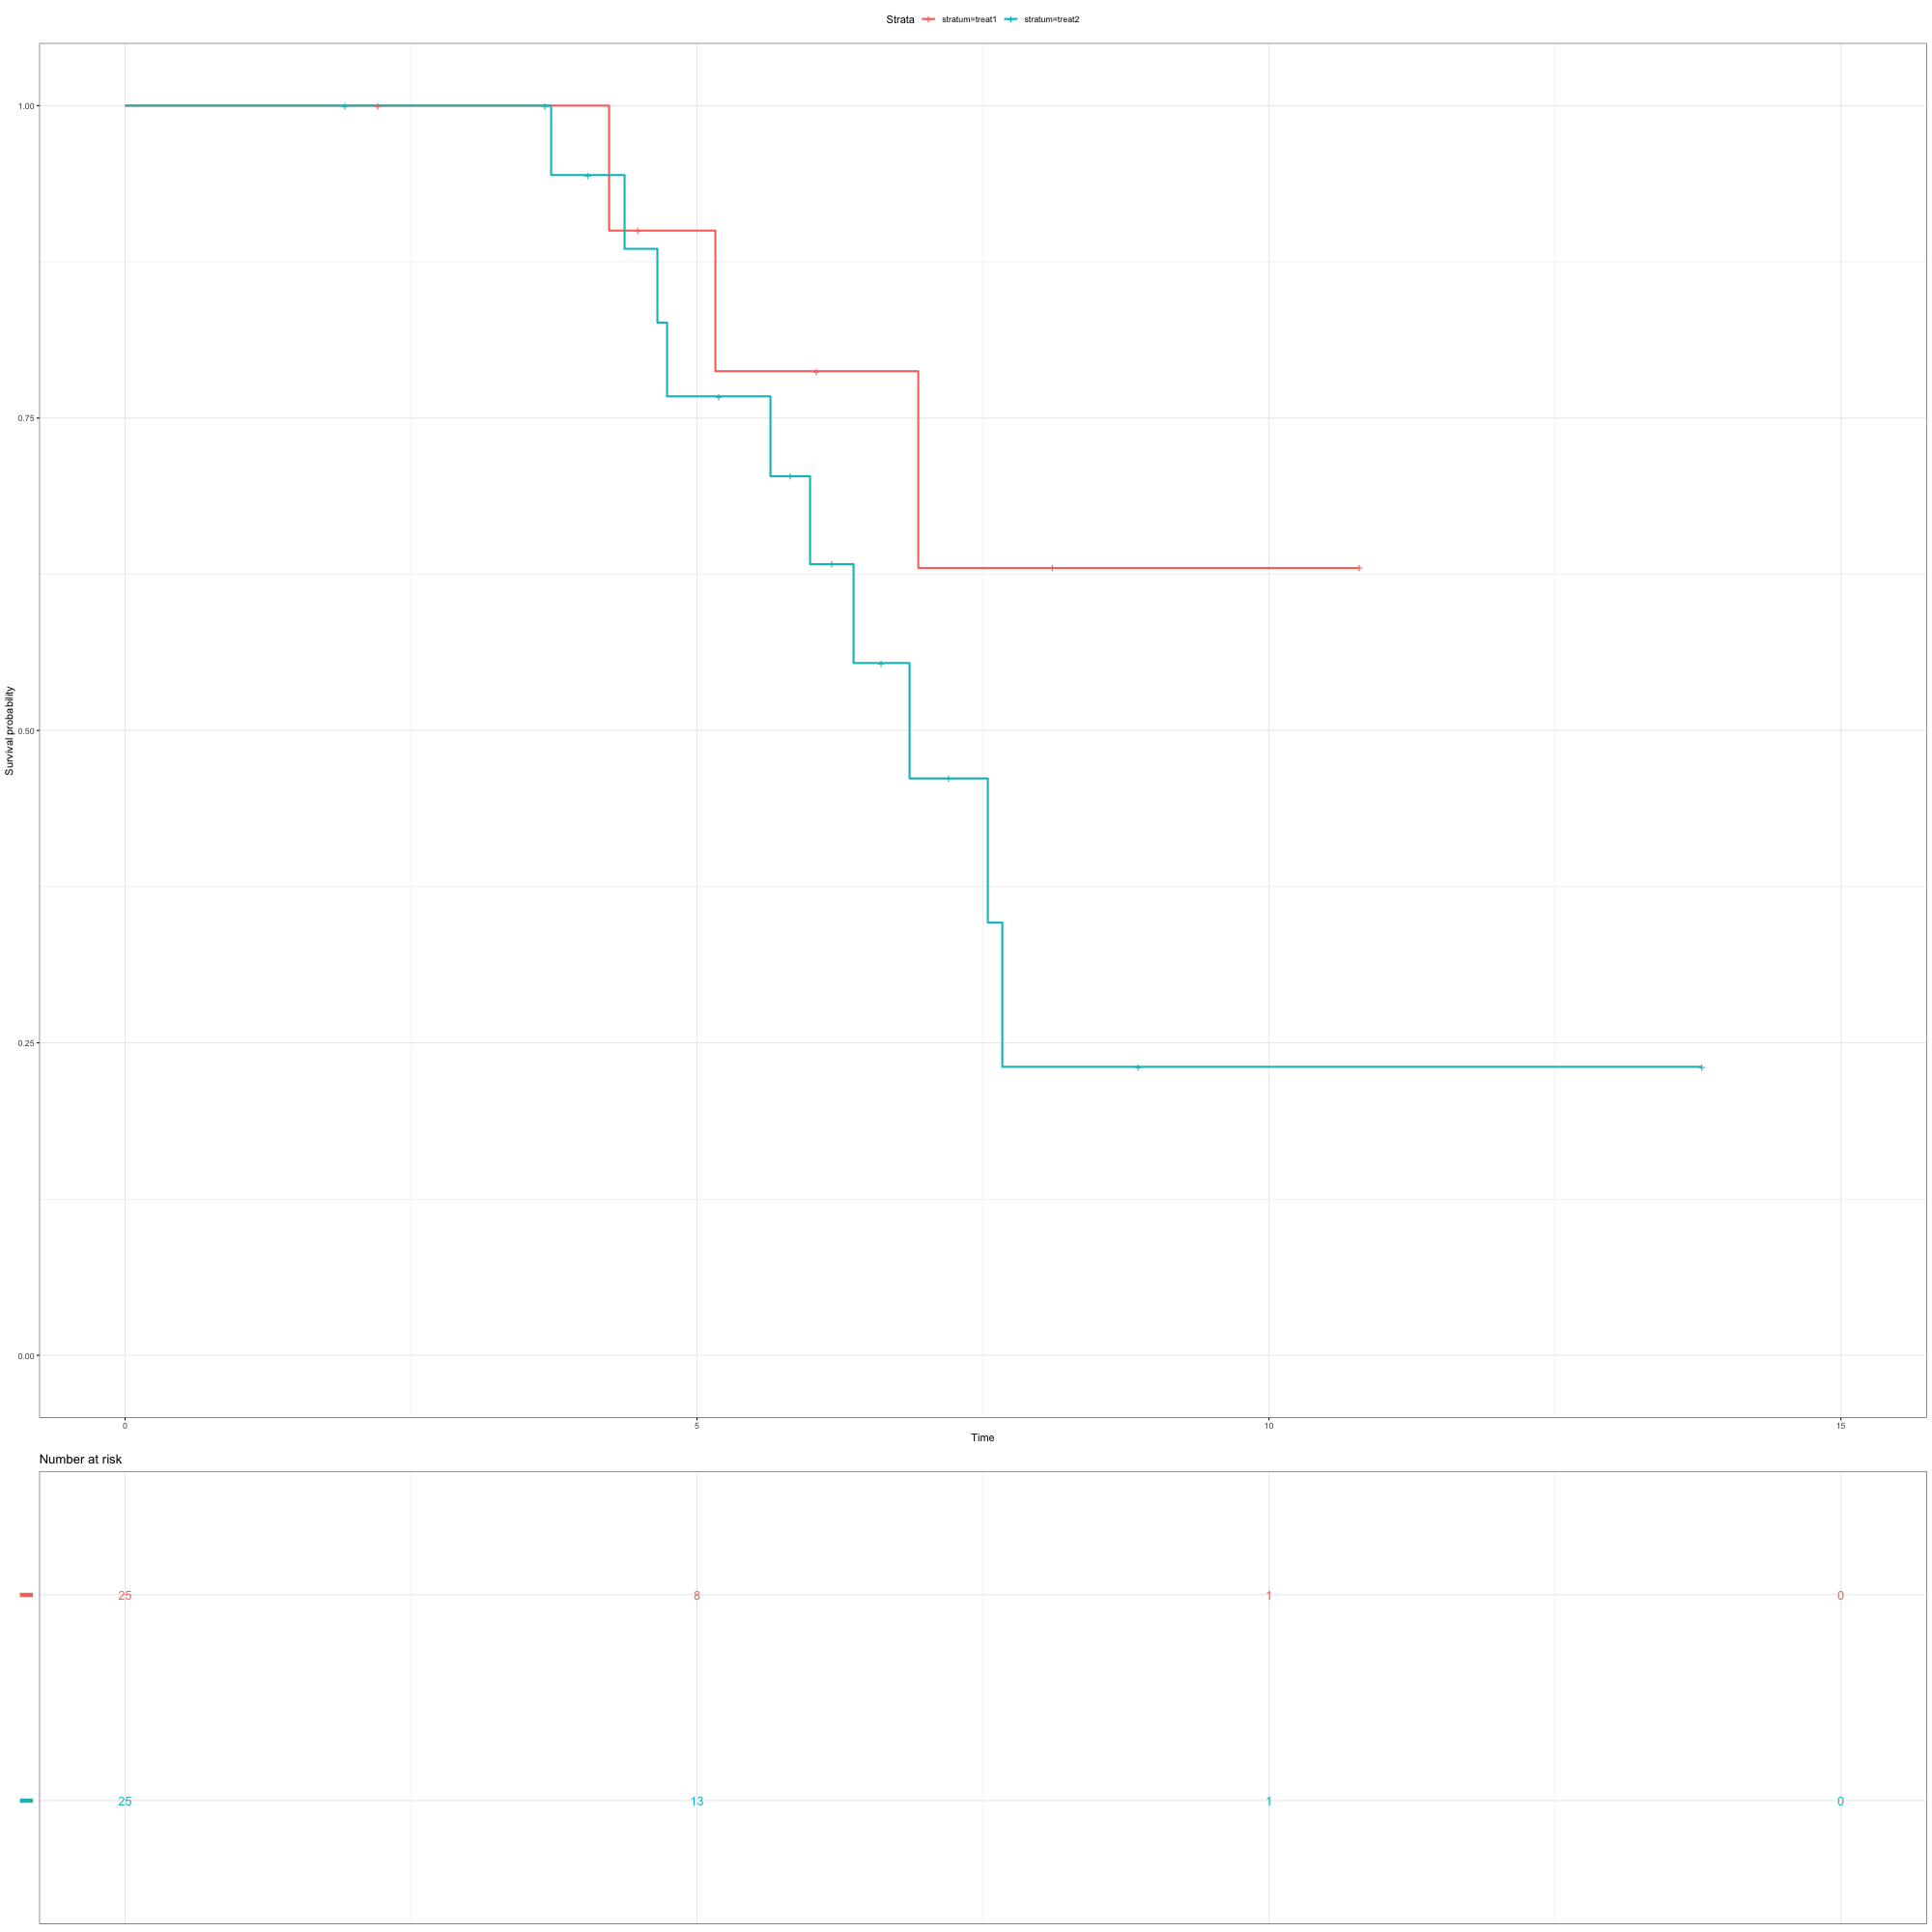 Strata stratum=treat1 stratum=treat2
1.00
0.75
0.50
0.25
0.00
Survival probability
0 5 10 15
Time
Number at risk
25 8 1 0
25 13 1 0